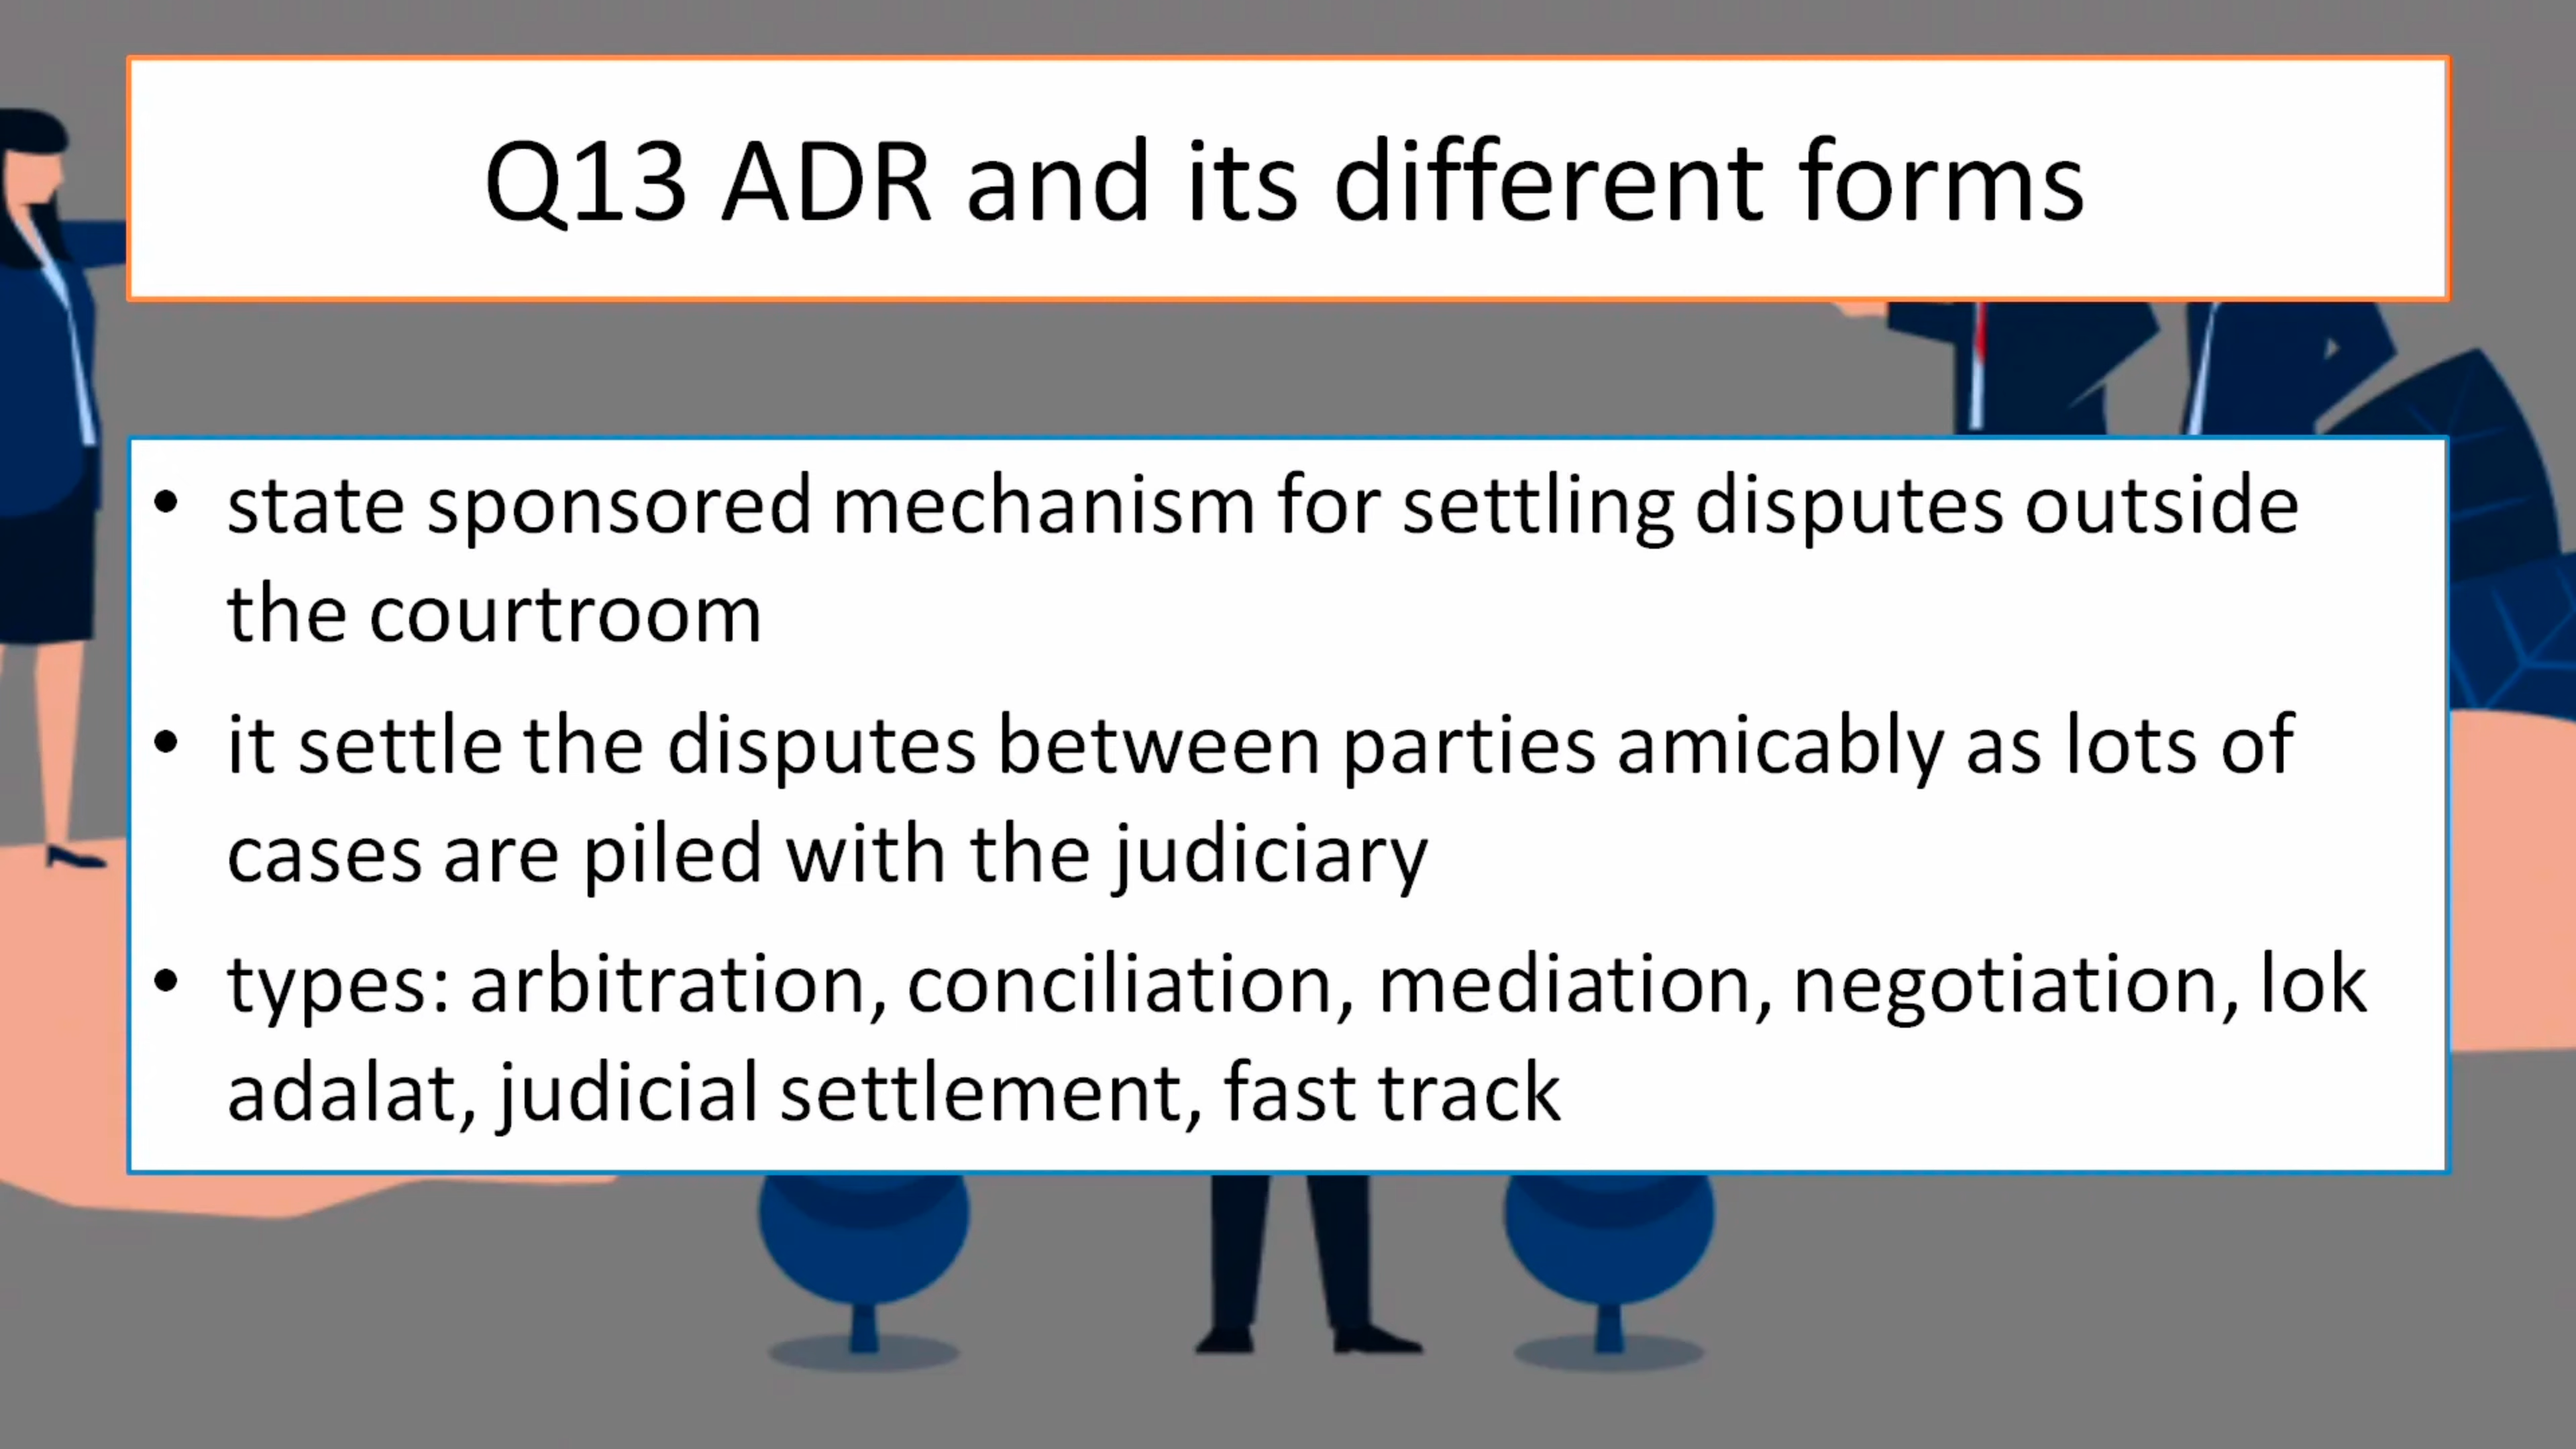 Q13 ADR and its different forms
• state sponsored mechanism for settling disputes outside
the courtroom
• it settle the disputes between parties amicably as lots of
cases are piled with the judiciary
• types: arbitration, conciliation, mediation, negotiation, lok
adalat, judicial settlement, fast track